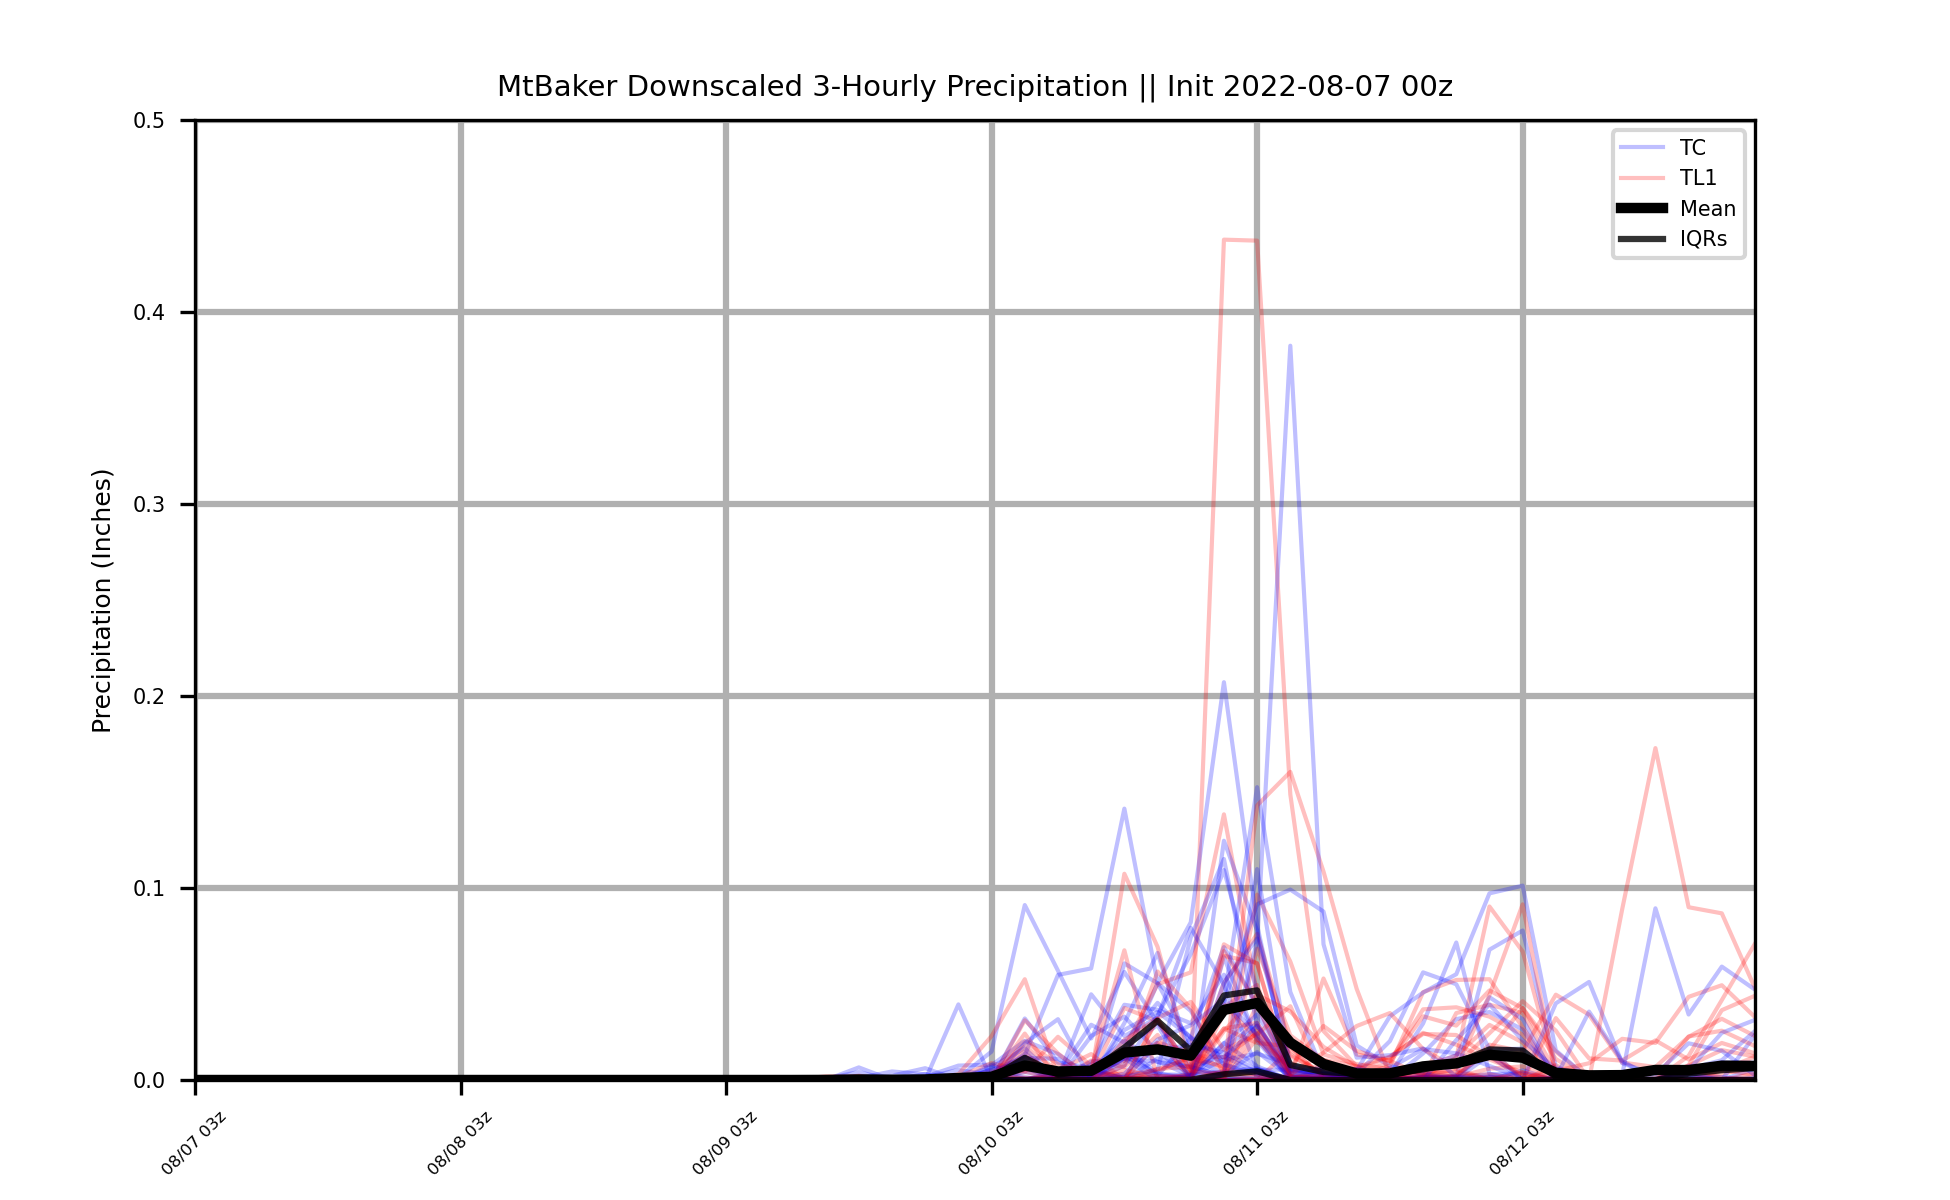 MtBaker Downscaled 3-Hourly Precipitation || Init 2022-08-07 00z
TC
TL1
Mean
IQRs
Precipitation (Inches)
0.5
0.4
0.3
0.2
0.1
0.0
08/07 03z
08/08 03z
08/09 03z
08/10 03z
08/11 03z
08/12 03z